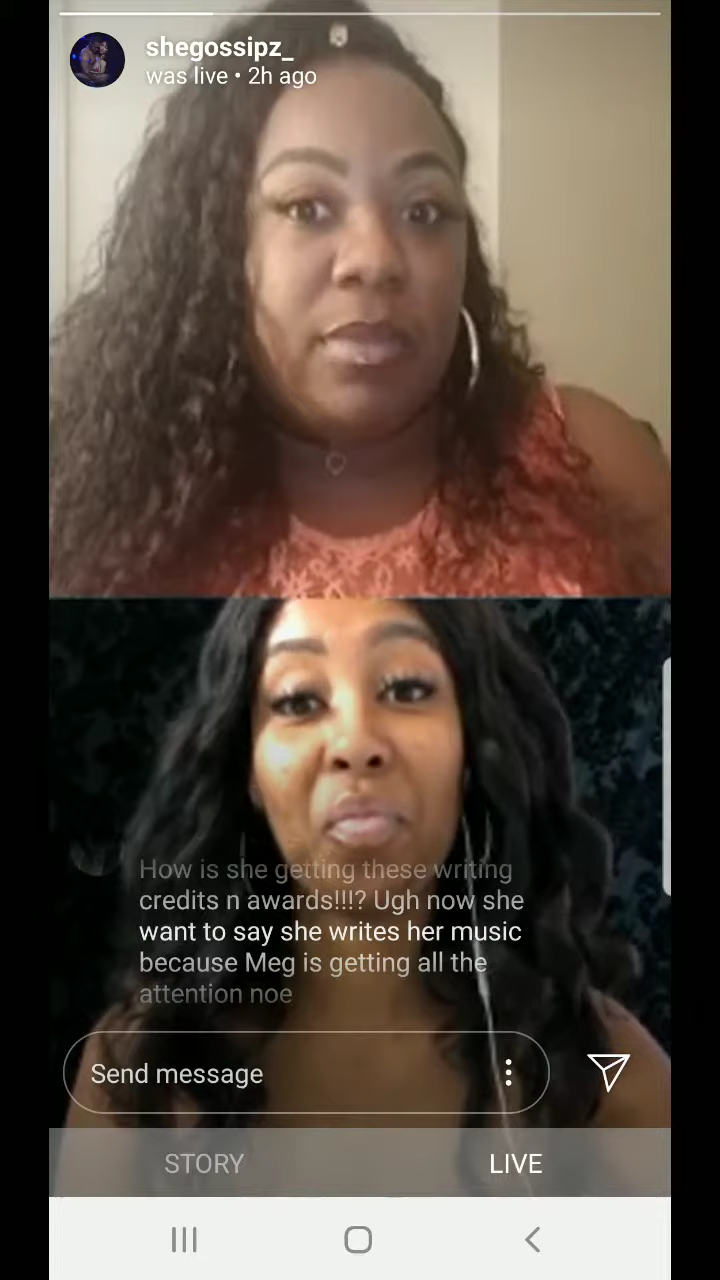 shegossipz_
was live • 2h ago
How is she getting these writing
credits n awards!!!? Ugh now she
want to say she writes her music
because Meg is getting all the
attention noe
Send message
STORY
LIVE